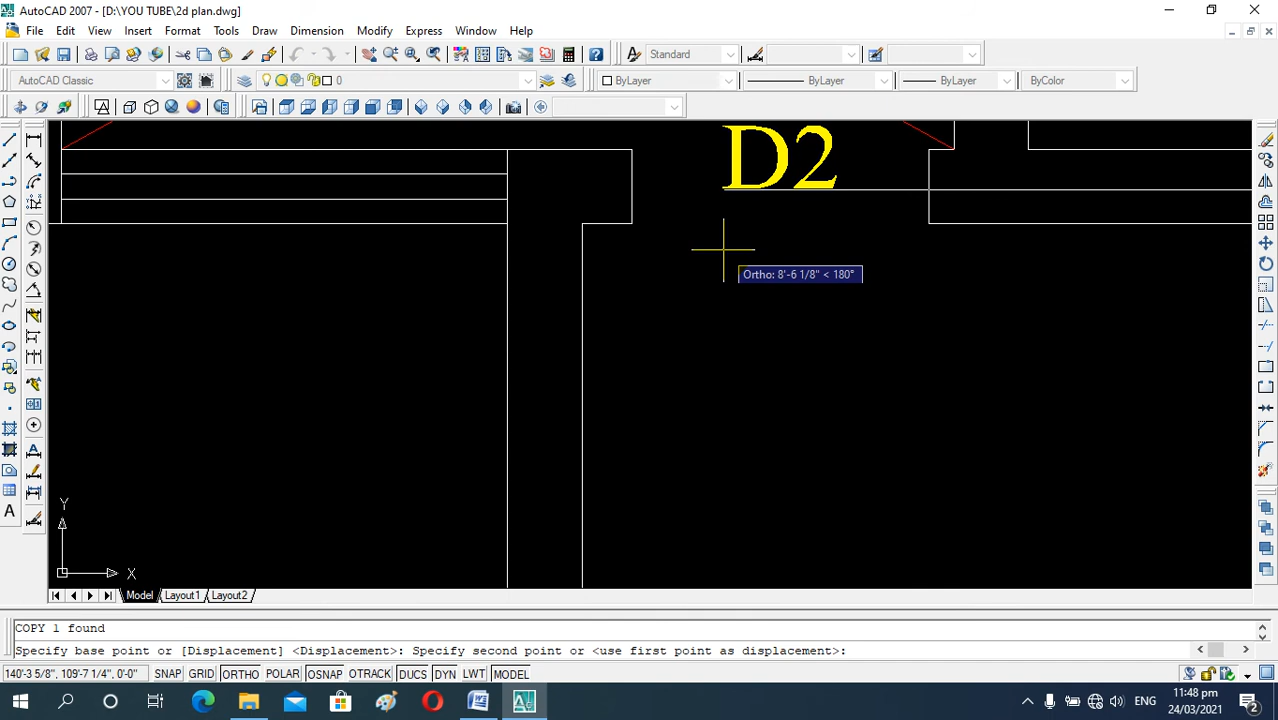 AutoCAD 2007 - [D:\YOU TUBE\2d plan.dwg]
File Edit View Insert Format Tools Draw Dimension Modify Express Window Help
Standard
AutoCAD Classic 0 ByLayer ByLayer ByLayer ByColor
D2
Ortho: 8'-6 1/8" < 180°
Y
X
Model Layout1 Layout2
COPY 1 found
Specify base point or [Displacement] <Displacement>: Specify second point or <use first point as displacement>:
140'-3 5/8", 109'-7 1/4", 0'-0" SNAP GRID ORTHO POLAR OSNAP OTRACK DUCS DYN LWT MODEL
ENG
11:48 pm
24/03/2021
2